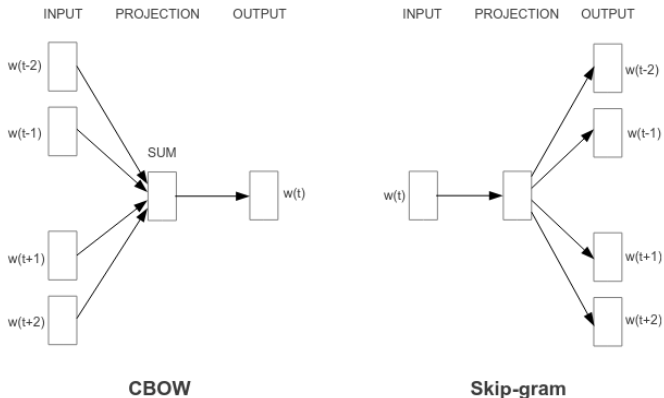 INPUT PROJECTION OUTPUT
w(t-2)
w(t-1)
SUM
w(t)
w(t+1)
w(t+2)
CBOW
INPUT PROJECTION OUTPUT
w(t-2)
w(t-1)
w(t)
w(t+1)
w(t+2)
Skip-gram